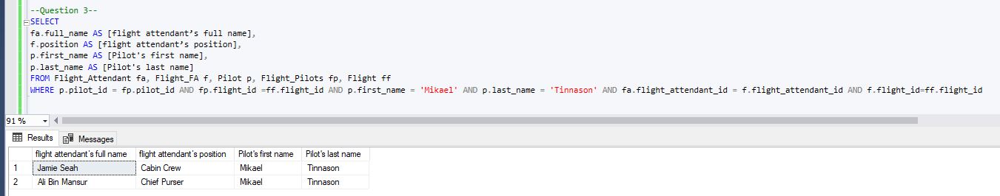 --Question 3--
SELECT
fa.full_name AS [flight attendant’s full name],
f.position AS [flight attendant’s position],
p.first_name AS [Pilot's first name],
p.last_name AS [Pilot's last name]
FROM Flight_Attendant fa, Flight_FA f, Pilot p, Flight_Pilots fp, Flight ff
WHERE p.pilot_id = fp.pilot_id AND fp.flight_id =ff.flight_id AND p.first_name = 'Mikael' AND p.last_name = 'Tinnason' AND fa.flight_attendant_id = f.flight_attendant_id AND f.flight_id=ff.flight_id
91 %
Results Messages
flight attendant’s full name flight attendant’s position Pilot's first name Pilot's last name
1 Jamie Seah Cabin Crew Mikael Tinnason
2 Ali Bin Mansur Chief Purser Mikael Tinnason